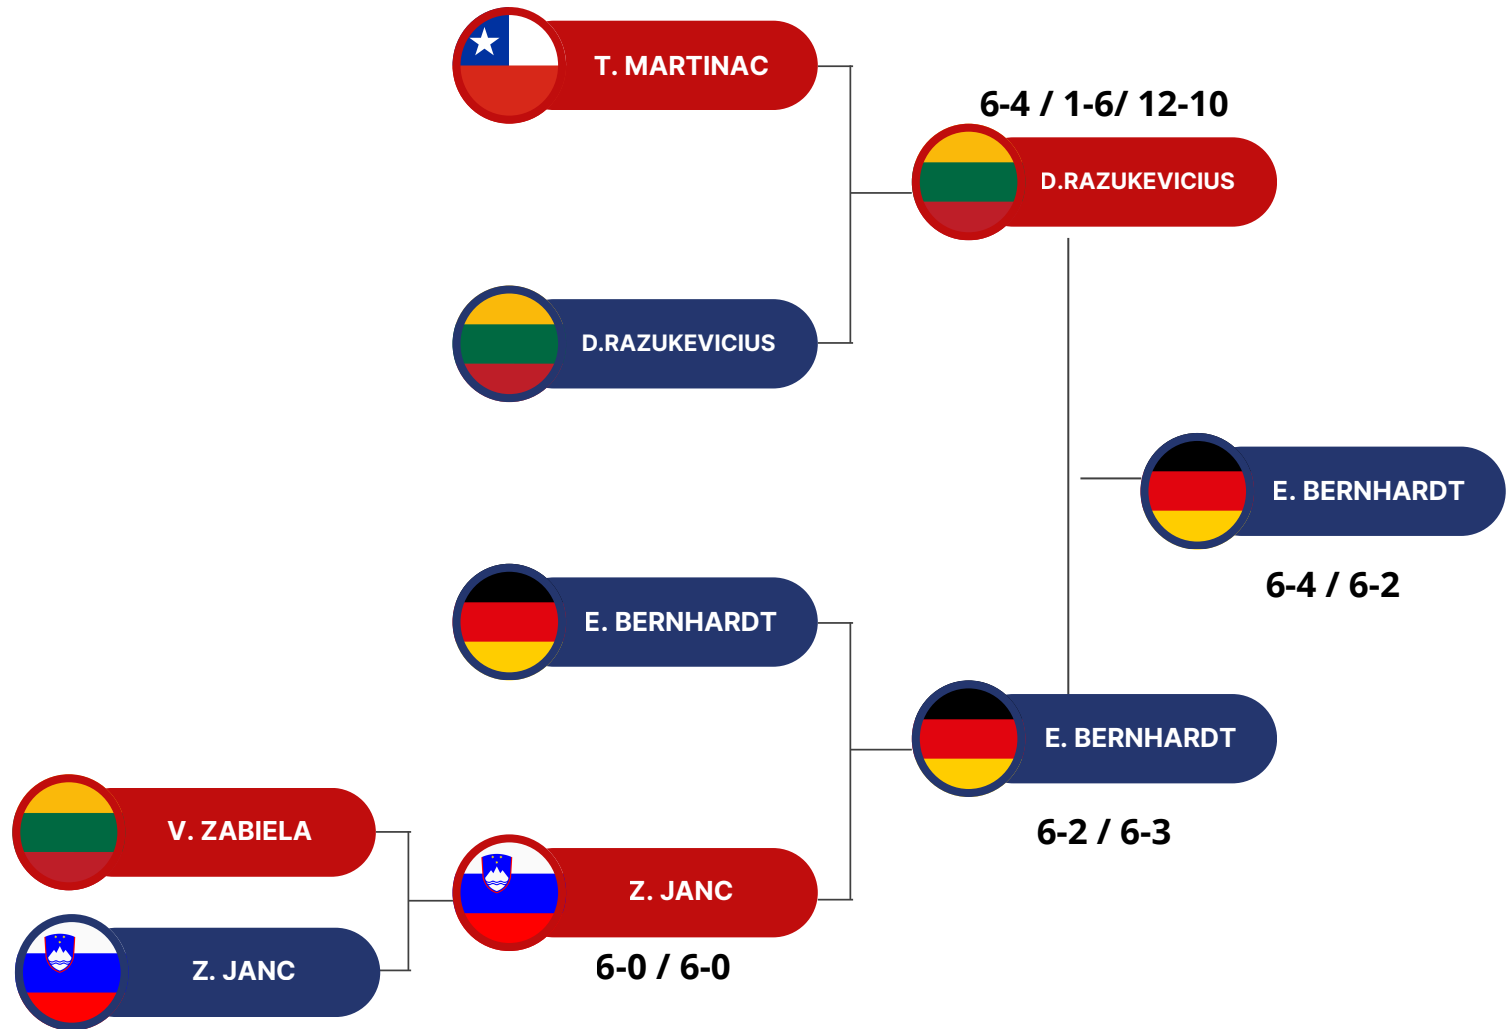 T. MARTINAC
6-4 / 1-6/ 12-10
D.RAZUKEVICIUS
D.RAZUKEVICIUS
E. BERNHARDT
6-4 / 6-2
E. BERNHARDT
E. BERNHARDT
6-2 / 6-3
V. ZABIELA
Z. JANC
6-0 / 6-0
Z. JANC